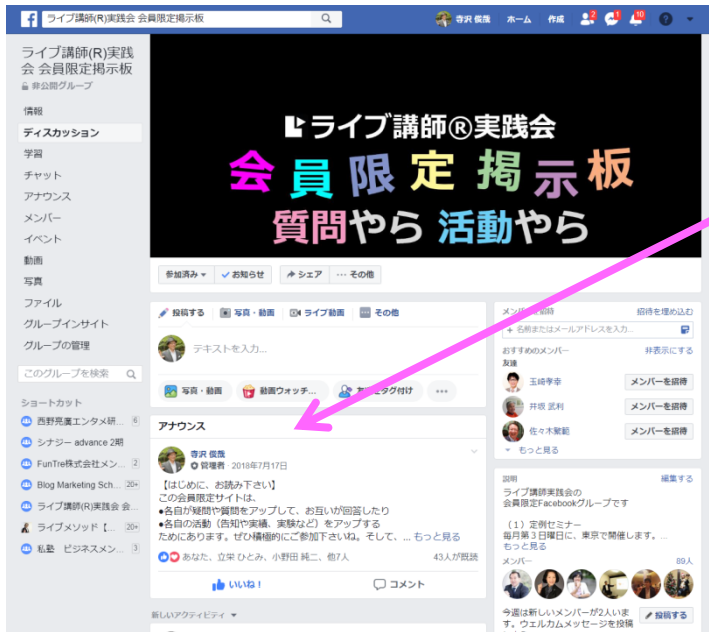 ライブ講師(R)実践会 会員限定掲示板
寺沢 俊哉 ホーム 作成 2 1 10
ライブ講師(R)実践
会 会員限定掲示板
非公開グループ
情報
ディスカッション
学習
チャット
アナウンス
メンバー
イベント
動画
写真
ファイル
グループインサイト
グループの管理
このグループを検索
ショートカット
西野亮廣エンタメ研... 6
シナジー advance 2期
FunTre株式会社メン... 2
Blog Marketing Sch... 20+
ライブ講師(R)実践会 会...
ライブメソッド【... 20+
私塾 ビジネスメン... 3
ライブ講師®実践会
会員限定掲示板
質問やら 活動やら
参加済み お知らせ シェア ... その他
投稿する 写真・動画 ライブ動画 その他
テキストを入力...
写真・動画 動画ウォッチ... タグ付け ...
アナウンス
寺沢 俊哉
管理者・2018年7月17日
【はじめに、お読み下さい】
この会員限定サイトは、
●各自が疑問や質問をアップして、お互いが回答したり
●各自の活動（告知や実績、実験など）をアップする
ためにあります。ぜひ積極的にご参加下さいね。そして、... もっと見る
あなた、立栄 ひとみ、小野田 純二、他7人 43人が既読
いいね！ コメント
新しいアクティビティ
招待を埋め込む
+ 名前またはメールアドレスを入力...
おすすめのメンバー 非表示にする
友達
玉崎孝幸 メンバーを招待
井坂 武利 メンバーを招待
佐々木繁範 メンバーを招待
もっと見る
説明 編集する
ライブ講師実践会の
会員限定Facebookグループです
（１）定例セミナー
毎月第３日曜日に、東京で開催します。...
もっと見る
メンバー 89人
今週は新しいメンバーが2人いま
す。ウェルカムメッセージを投稿
投稿する